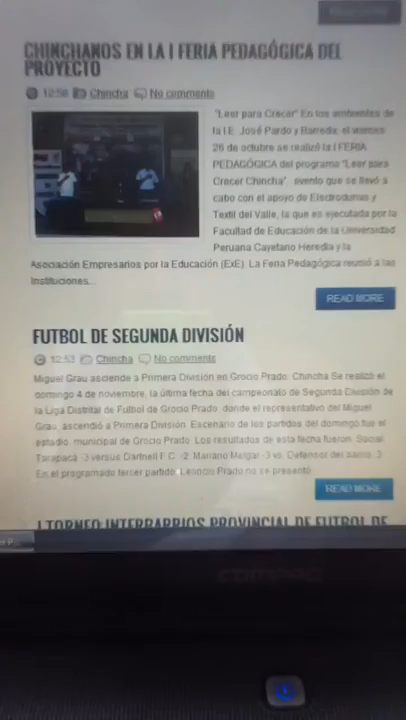 CHINCHANOS EN LA I FERIA PEDAGÓGICA DEL
PROYECTO
12:58 Chincha No comments
"Leer para Crecer" En los ambientes de
la I.E. José Pardo y Barreda, el viernes
26 de octubre se realizó la I FERIA
PEDAGÓGICA del programa "Leer para
Crecer Chincha", evento que se llevó a
cabo con el apoyo de Electrodunas y
Textil del Valle, la que es ejecutada por la
Facultad de Educación de la Universidad
Peruana Cayetano Heredia y la
Asociación Empresarios por la Educación (ExE). La Feria Pedagógica reunió a las
Instituciones...
READ MORE
FUTBOL DE SEGUNDA DIVISIÓN
12:53 Chincha No comments
Miguel Grau asciende a Primera División en Grocio Prado. Chincha Se realizó el
domingo 4 de noviembre, la última fecha del campeonato de Segunda División de
la Liga Distrital de Futbol de Grocio Prado, donde el representativo del Miguel
Grau, ascendió a Primera División. Escenario de los partidos del domingo fue el
estadio municipal de Grocio Prado. Los resultados de esta fecha fueron: Social
Tarapacá 3 versus Dartnell F.C. 2. Mariano Melgar 3 vs. Defensor del 3.
En el programado tercer partido Leoncio Prado no se presentó.
READ MORE
I TORNEO INTERBARRIOS PROVINCIAL DE FUTBOL DE
COMPAQ